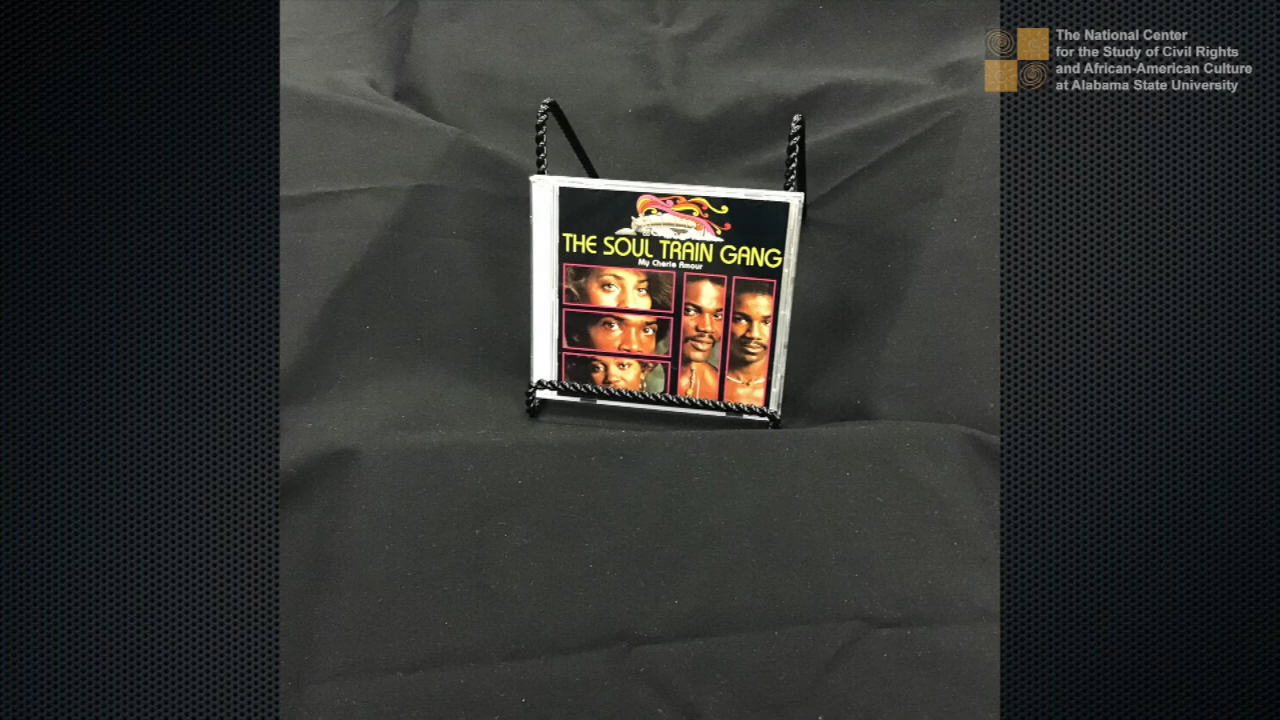 The National Center
for the Study of Civil Rights
and African-American Culture
at Alabama State University
THE SOUL TRAIN GANG
My Cherie Amour